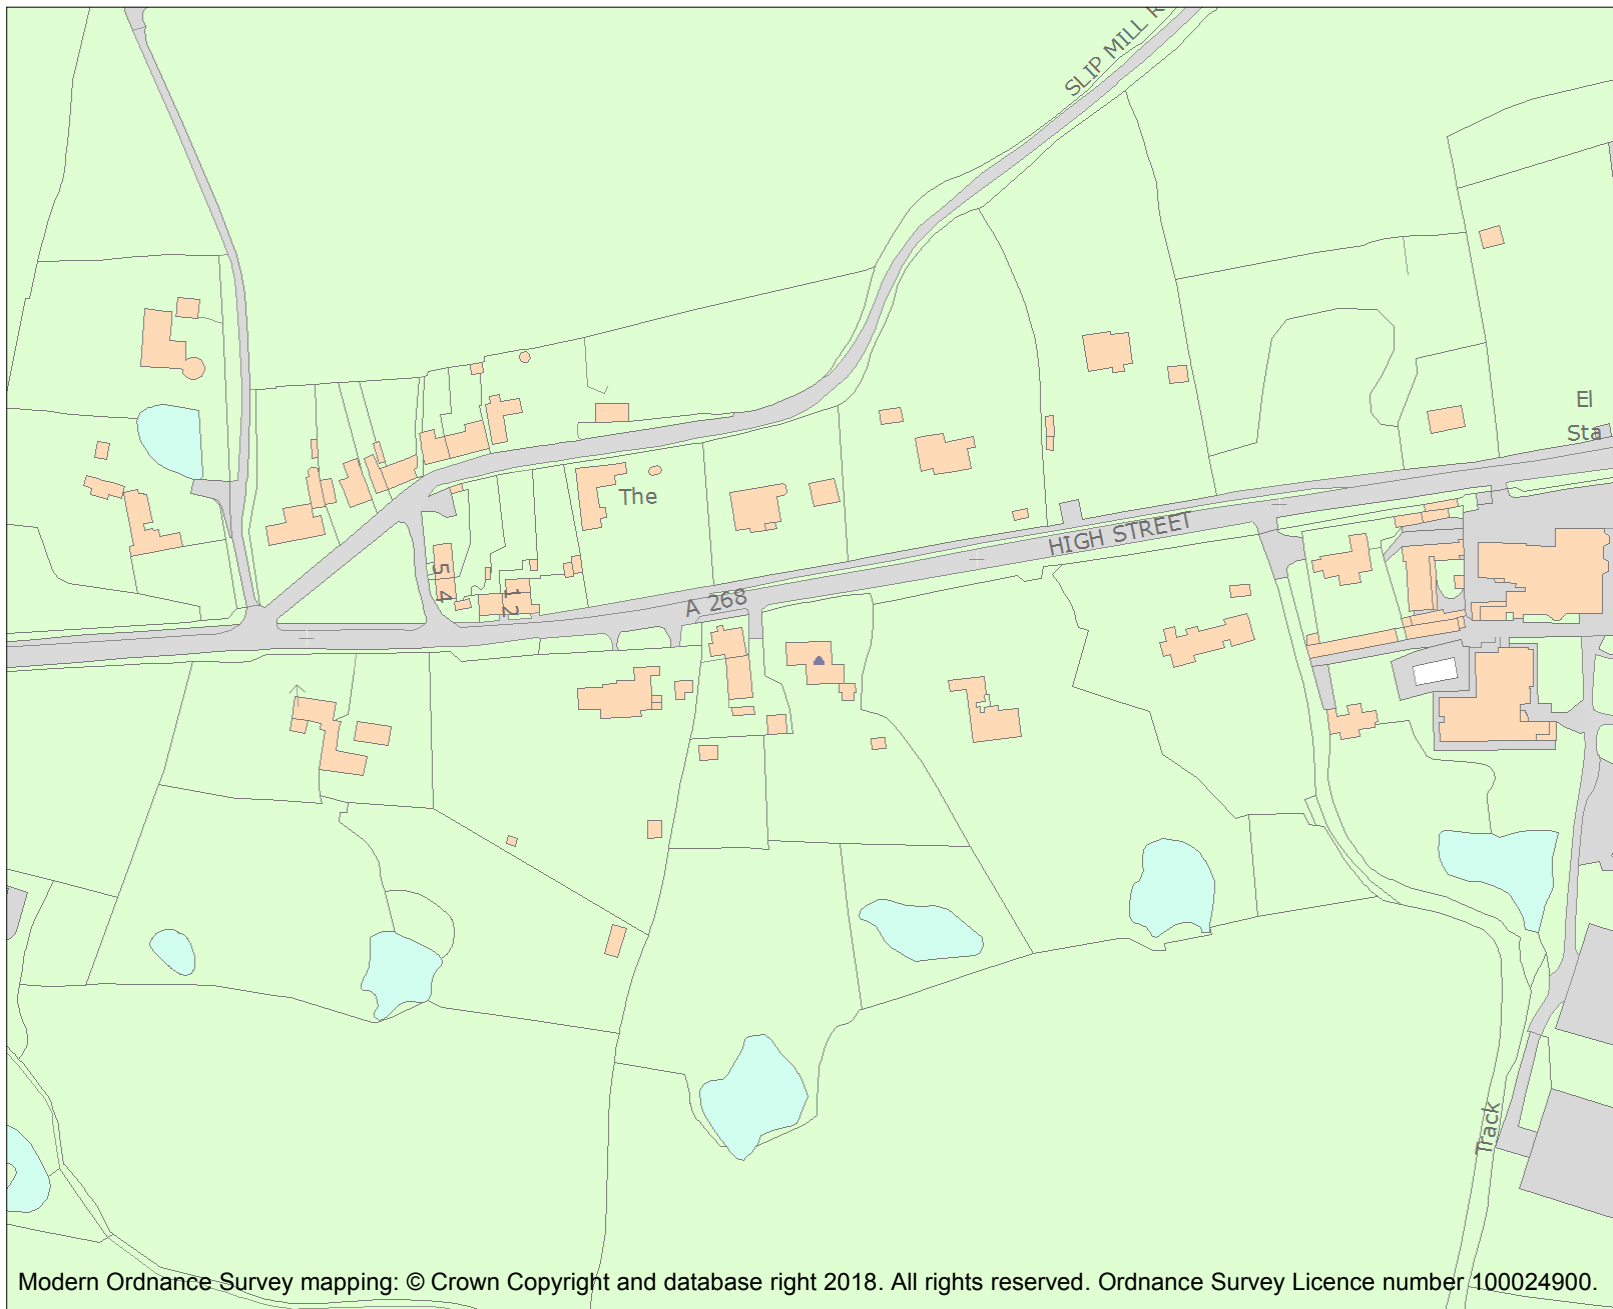 SLIP MILL R
El
Sta
The
HIGH STREET
5
4
1
2
A 268
Track
Modern Ordnance Survey mapping: © Crown Copyright and database right 2018. All rights reserved. Ordnance Survey Licence number 100024900.